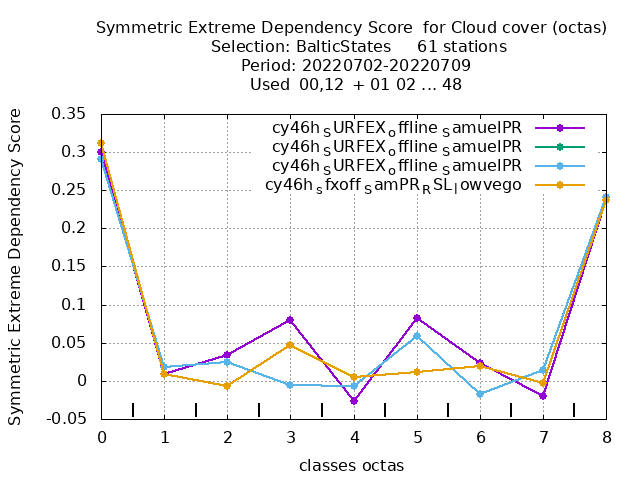 Symmetric Extreme Dependency Score for Cloud cover (octas)
Selection: BalticStates 61 stations
Period: 20220702-20220709
Used 00,12 + 01 02 ... 48
cy46h_SURFEX_offline_SamuelPR
cy46h_SURFEX_offline_SamuelPR
cy46h_SURFEX_offline_SamuelPR
cy46h_sfxoff_SamPR_RSL_lowvego
Symmetric Extreme Dependency Score
0.35
0.3
0.25
0.2
0.15
0.1
0.05
0
-0.05
0 1 2 3 4 5 6 7 8
classes octas